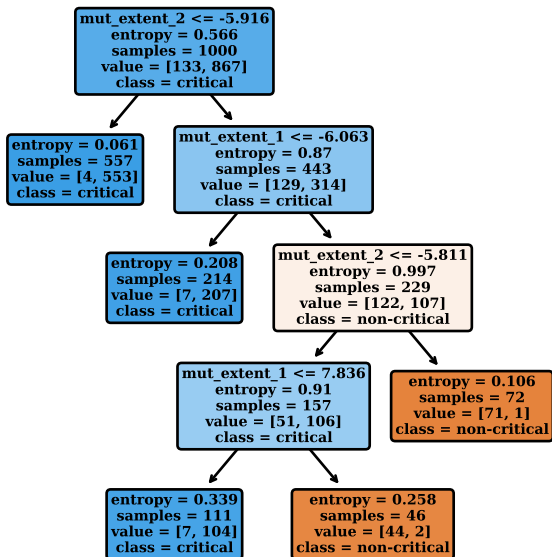 mut_extent_2 <= -5.916
entropy = 0.566
samples = 1000
value = [133, 867]
class = critical
entropy = 0.061
samples = 557
value = [4, 553]
class = critical
mut_extent_1 <= -6.063
entropy = 0.87
samples = 443
value = [129, 314]
class = critical
entropy = 0.208
samples = 214
value = [7, 207]
class = critical
mut_extent_2 <= -5.811
entropy = 0.997
samples = 229
value = [122, 107]
class = non-critical
mut_extent_1 <= 7.836
entropy = 0.91
samples = 157
value = [51, 106]
class = critical
entropy = 0.106
samples = 72
value = [71, 1]
class = non-critical
entropy = 0.339
samples = 111
value = [7, 104]
class = critical
entropy = 0.258
samples = 46
value = [44, 2]
class = non-critical